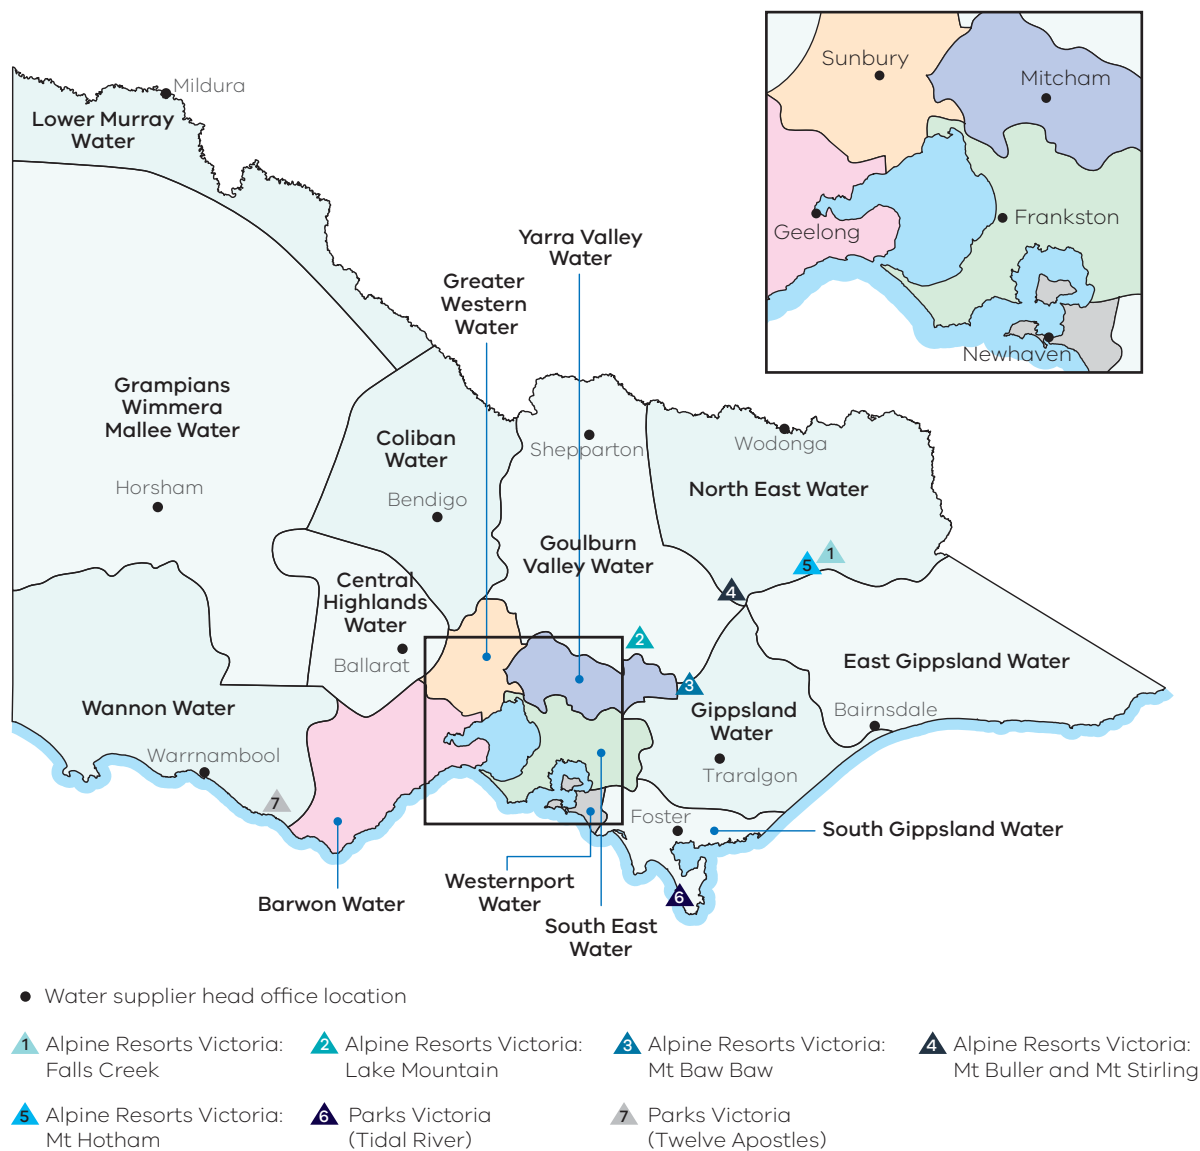 Sunbury
Mitcham
Frankston
Geelong
Newhaven
Mildura
Lower Murray
Water
Yarra Valley
Water
Greater
Western
Water
Grampians
Wimmera
Mallee Water
Horsham
Coliban
Water
Bendigo
Shepparton
Wodonga
North East Water
Goulburn
Valley Water
1
5
4
Central
Highlands
Water
Ballarat
2
3
East Gippsland Water
Wannon Water
Gippsland
Water
Bairnsdale
Warrnambool
Traralgon
7
Foster
South Gippsland Water
Westernport
Water
6
Barwon Water
South East
Water
Water supplier head office location
1 Alpine Resorts Victoria:
Falls Creek
2 Alpine Resorts Victoria:
Lake Mountain
3 Alpine Resorts Victoria:
Mt Baw Baw
4 Alpine Resorts Victoria:
Mt Buller and Mt Stirling
5 Alpine Resorts Victoria:
Mt Hotham
6 Parks Victoria
(Tidal River)
7 Parks Victoria
(Twelve Apostles)